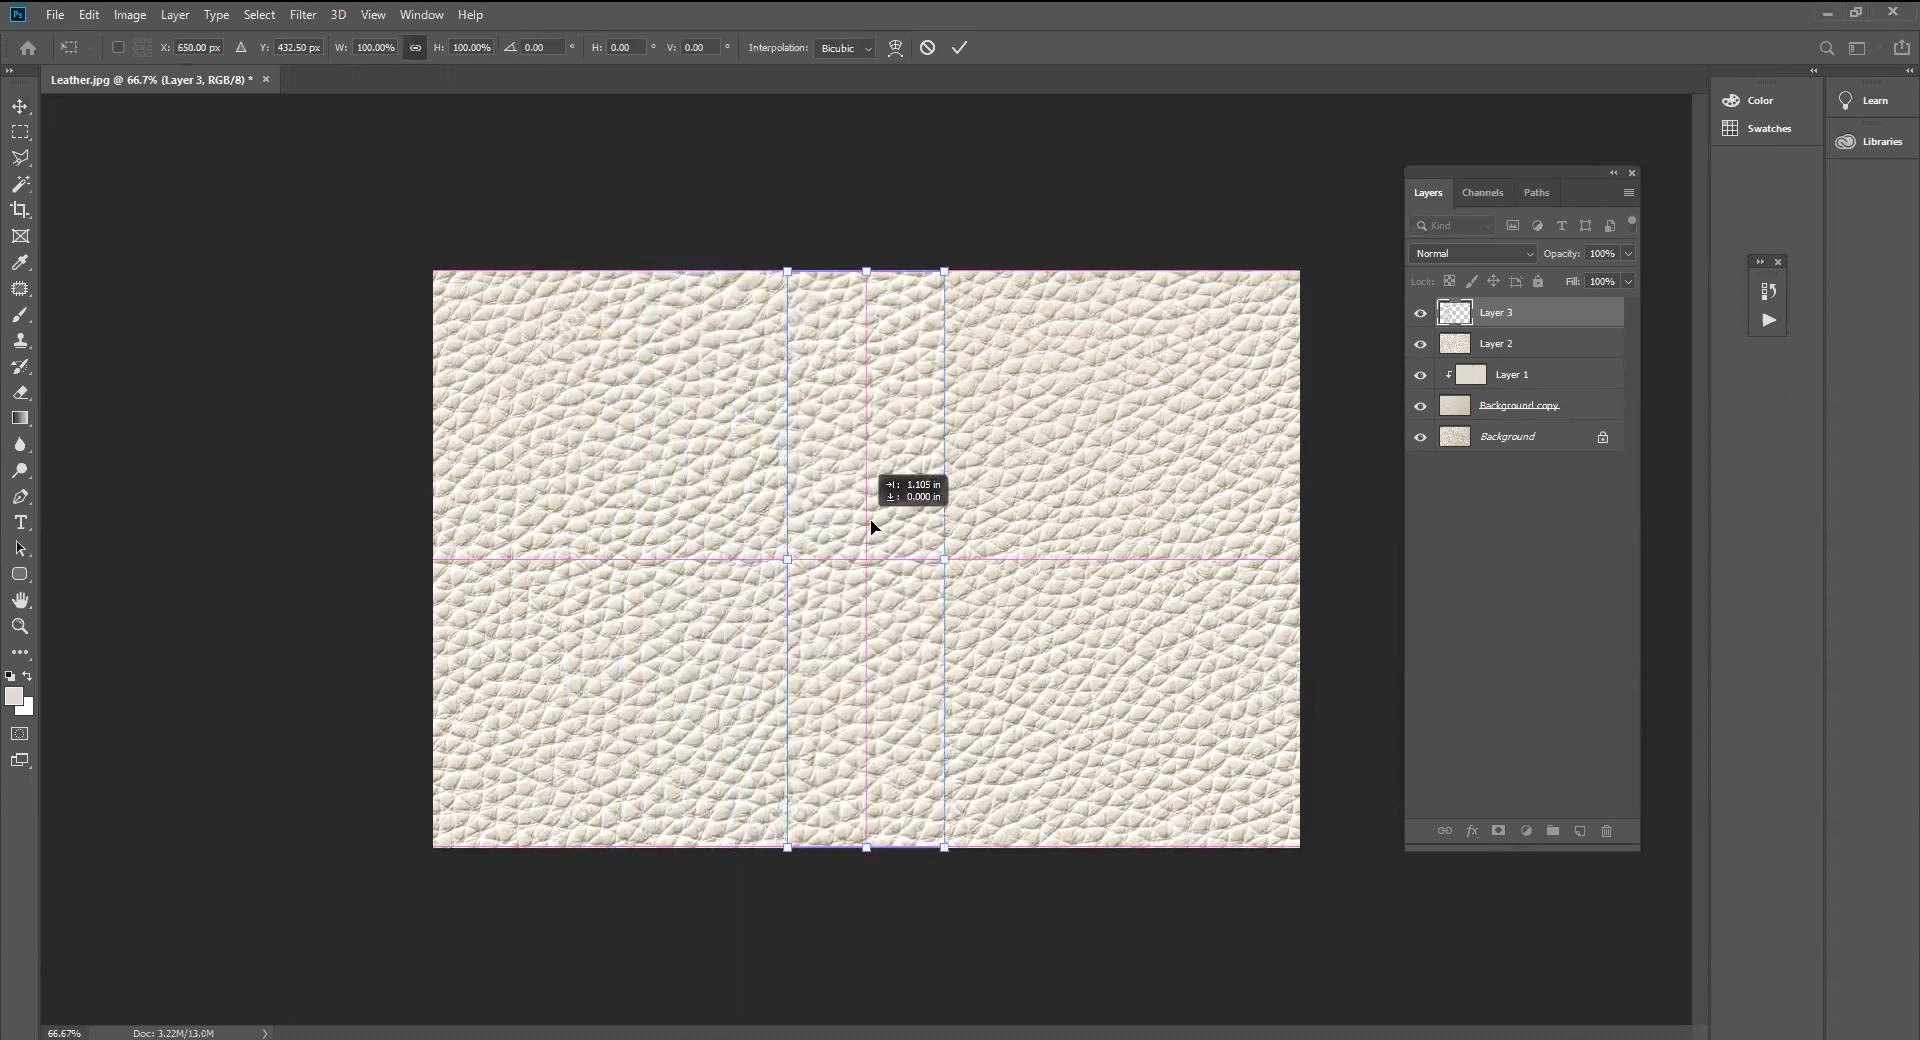 Ps File Edit Image Layer Type Select Filter 3D View Window Help
X: 650.00 px Δ Y: 432.50 px W: 100.00% H: 100.00% 0.00 ° H: 0.00 ° V: 0.00 ° Interpolation: Bicubic
Leather.jpg @ 66.7% (Layer 3, RGB/8) * ×
Color
Swatches
Learn
Libraries
Layers Channels Paths
Kind
Normal Opacity: 100%
Lock: Fill: 100%
Layer 3
Layer 2
Layer 1
Background copy
Background
→|: 1.105 in
↓: 0.000 in
66.67% Doc: 3.22M/13.0M